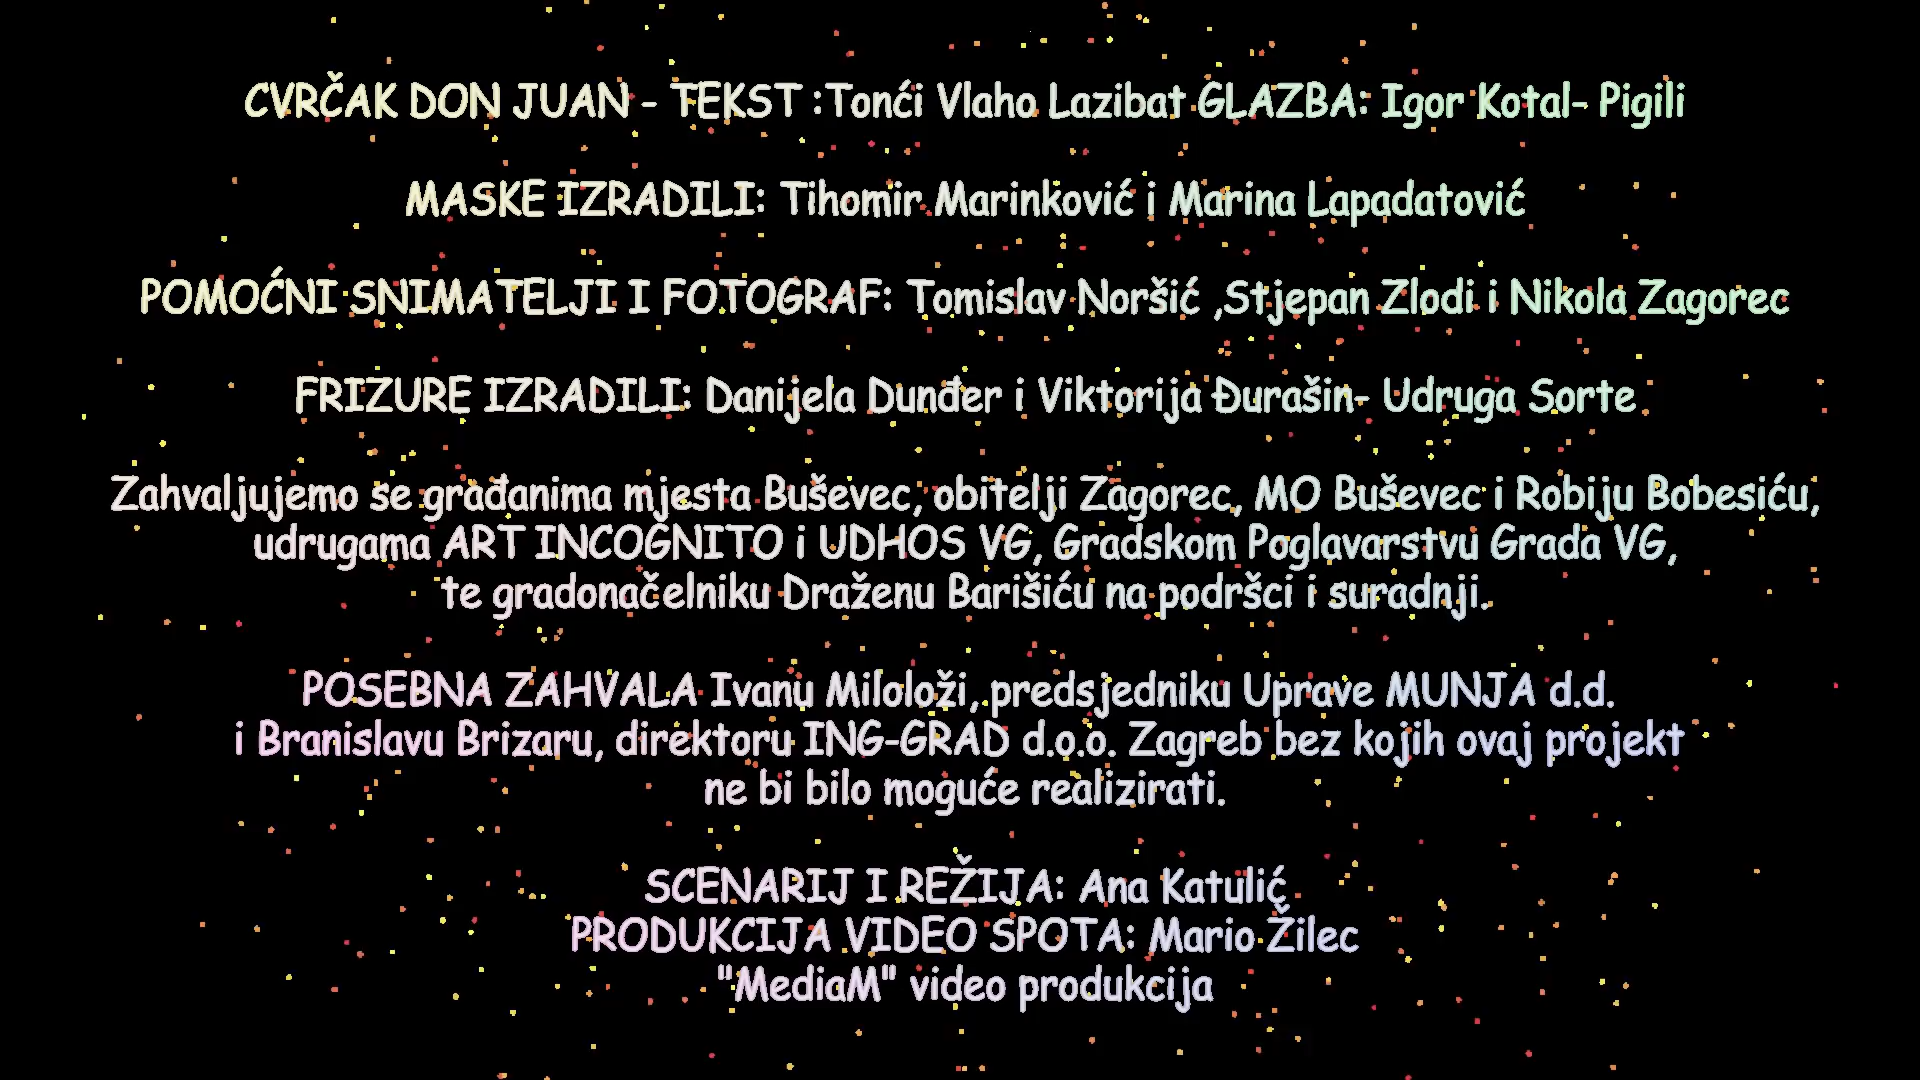 CVRČAK DON JUAN - TEKST :Tonći Vlaho Lazibat GLAZBA: Igor Kotal- Pigili
MASKE IZRADILI: Tihomir Marinković i Marina Lapadatović
POMOĆNI SNIMATELJI I FOTOGRAF: Tomislav Noršić ,Stjepan Zlodi i Nikola Zagorec
FRIZURE IZRADILI: Danijela Dunđer i Viktorija Đurašin- Udruga Sorte
Zahvaljujemo se građanima mjesta Buševec, obitelji Zagorec, MO Buševec i Robiju Bobesiću,
udrugama ART INCOGNITO i UDHOS VG, Gradskom Poglavarstvu Grada VG,
te gradonačelniku Draženu Barišiću na podršci i suradnji.
POSEBNA ZAHVALA Ivanu Miloloži, predsjedniku Uprave MUNJA d.d.
i Branislavu Brizaru, direktoru ING-GRAD d.o.o. Zagreb bez kojih ovaj projekt
ne bi bilo moguće realizirati.
SCENARIJ I REŽIJA: Ana Katulić
PRODUKCIJA VIDEO SPOTA: Mario Žilec
"MediaM" video produkcija